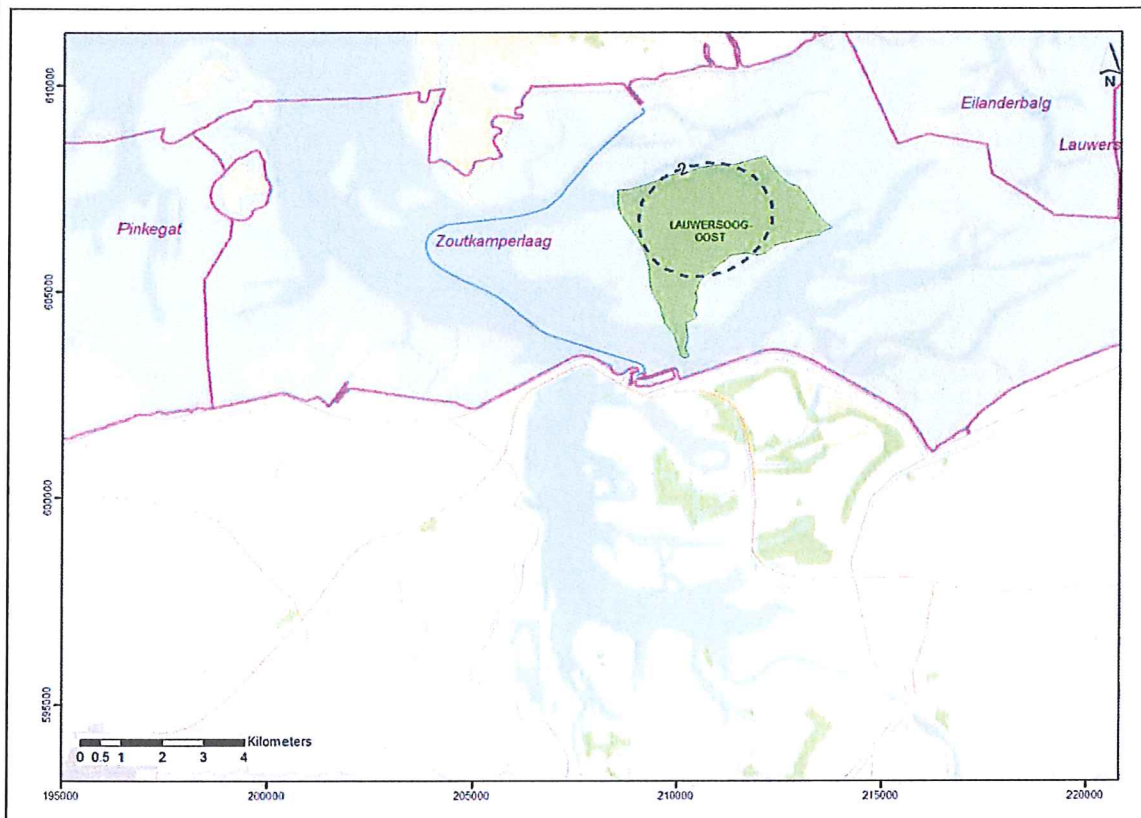 610000
605000
600000
595000
N
Eilanderbalg
Lauwers
Pinkegat
Zoutkamperlaag
2
LAUWERSOOG-
OOST
Kilometers
0 0.5 1 2 3 4
195000 200000 205000 210000 215000 220000